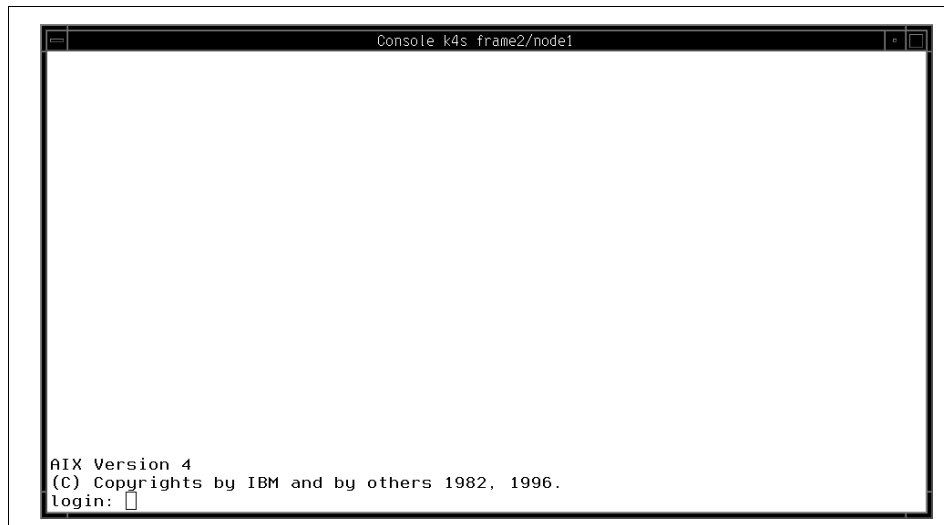 Console k4s frame2/node1
AIX Version 4
(C) Copyrights by IBM and by others 1982, 1996.
login: